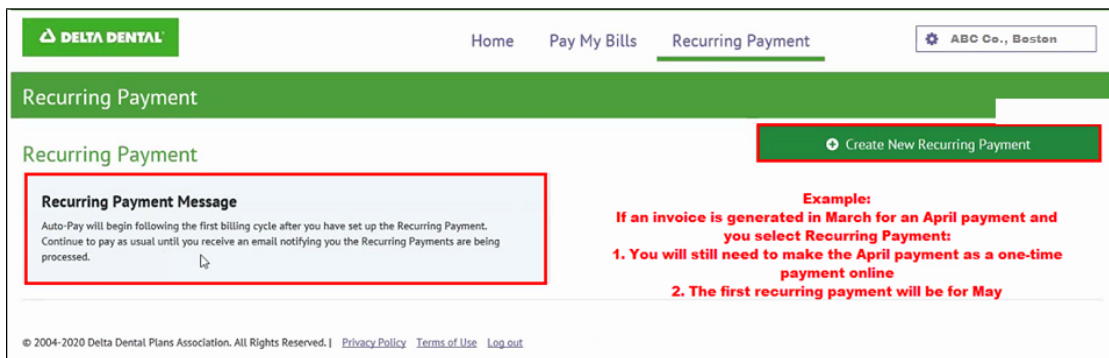 DELTA DENTAL
Home Pay My Bills Recurring Payment ABC Co., Boston
Recurring Payment
Create New Recurring Payment
Recurring Payment
Recurring Payment Message
Auto-Pay will begin following the first billing cycle after you have set up the Recurring Payment.
Continue to pay as usual until you receive an email notifying you the Recurring Payments are being
processed.
Example:
If an invoice is generated in March for an April payment and
you select Recurring Payment:
1. You will still need to make the April payment as a one-time
payment online
2. The first recurring payment will be for May
© 2004-2020 Delta Dental Plans Association. All Rights Reserved. | Privacy Policy Terms of Use Log out